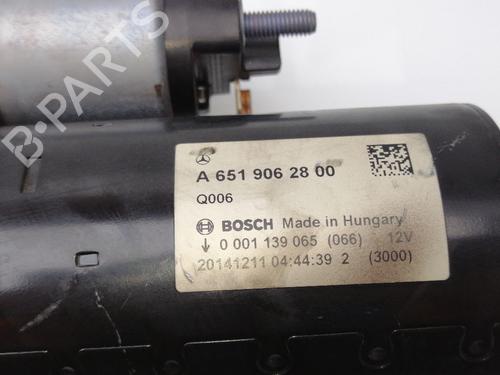 A 651 906 28 00
Q006
BOSCH Made in Hungary
↓ 0 001 139 065 (066) 12V
20141211 04:44:39 2 (3000)
B-PARTS